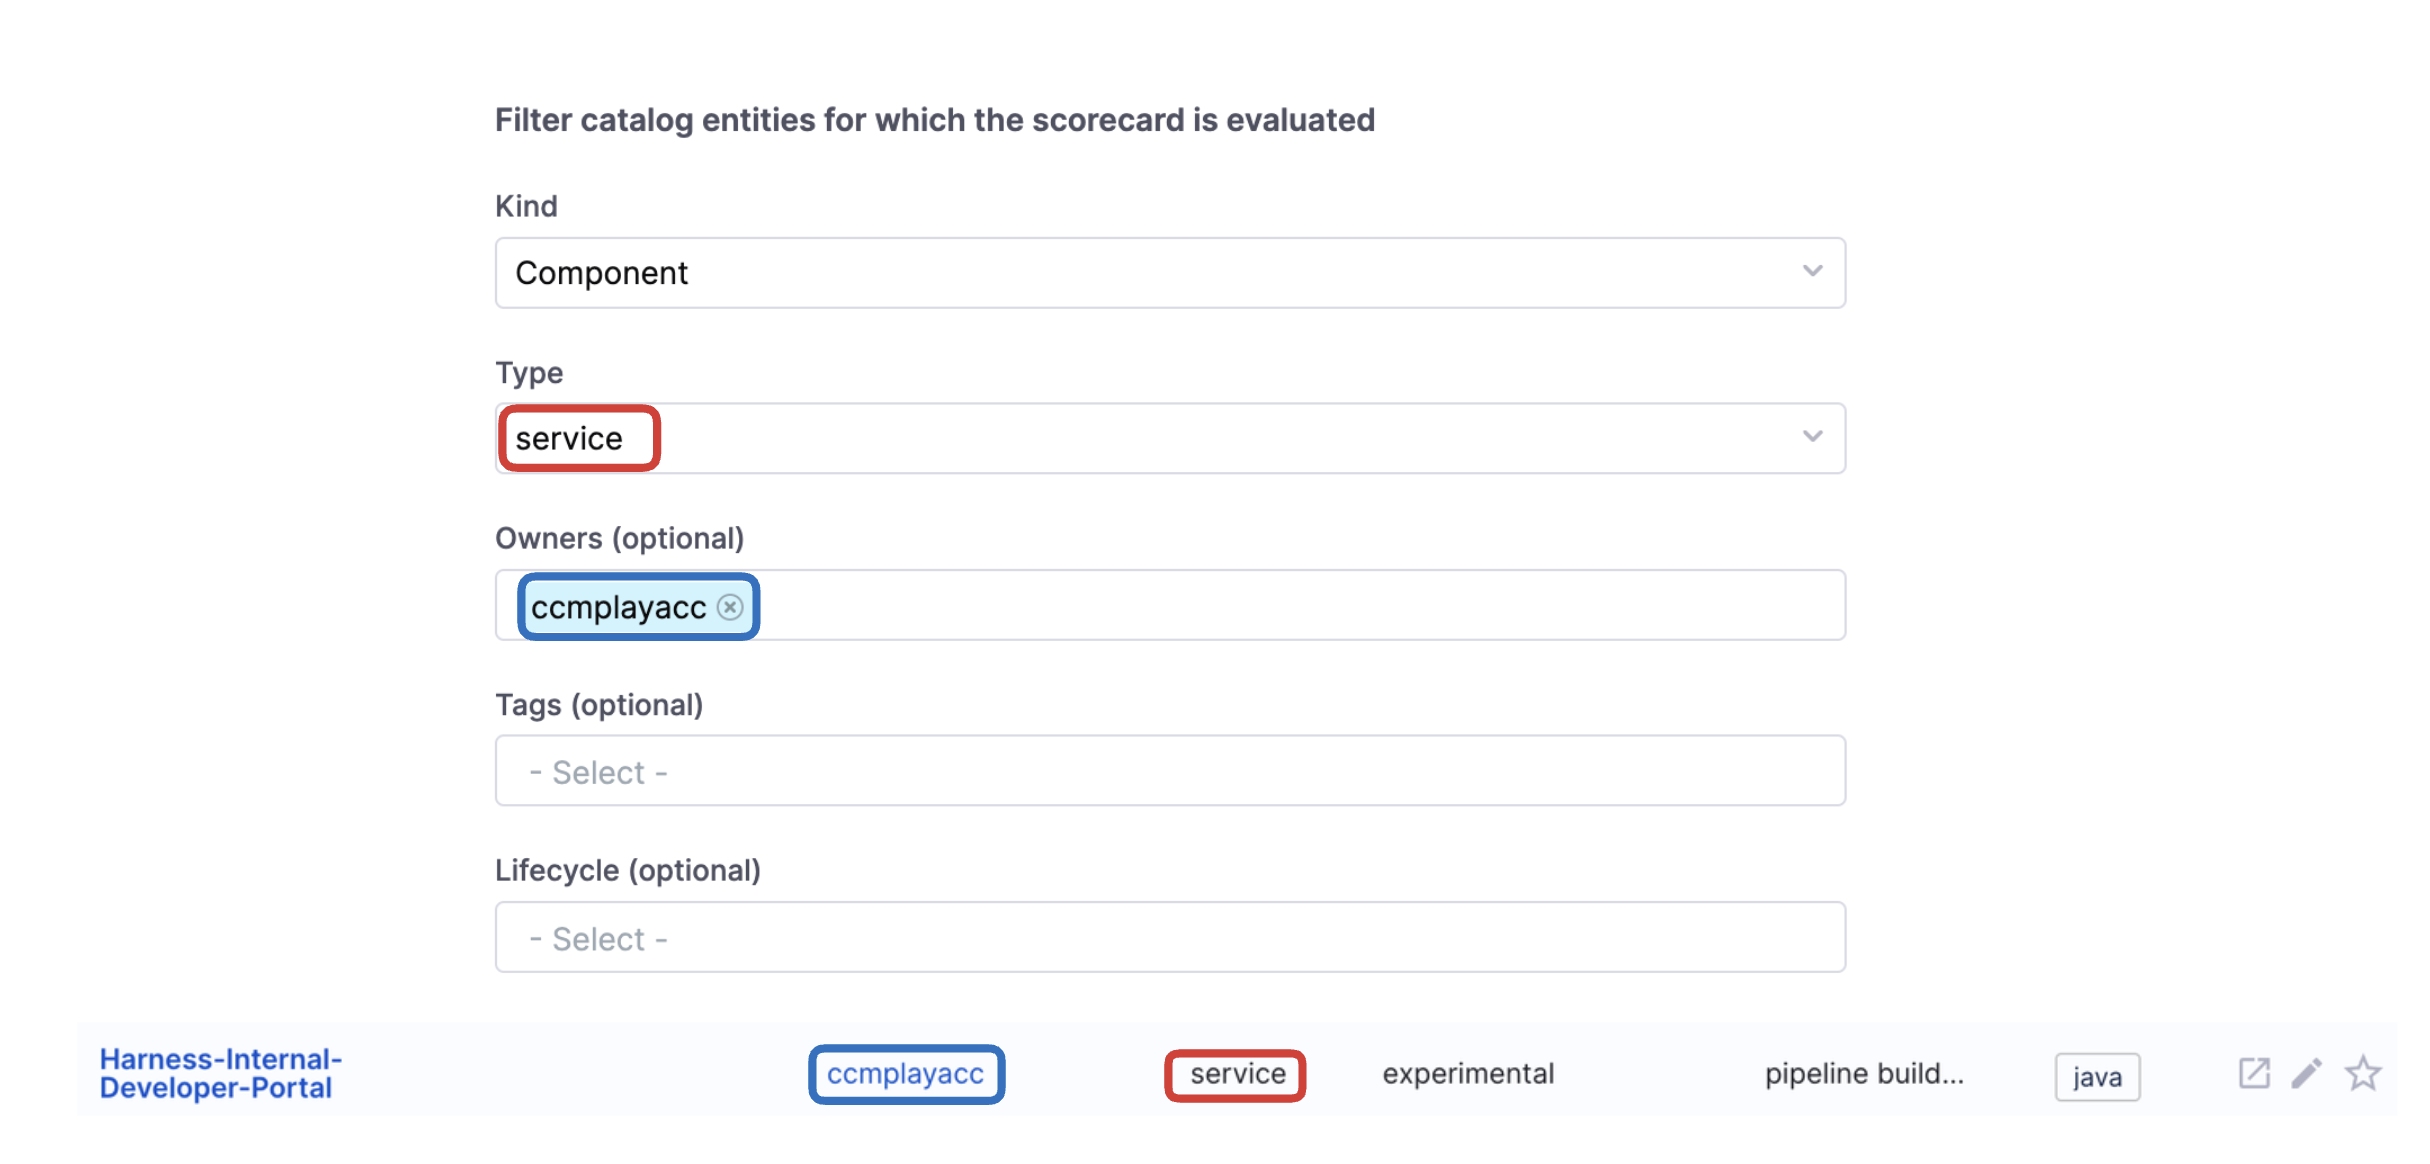 Filter catalog entities for which the scorecard is evaluated
Kind
Component
Type
service
Owners (optional)
ccmplayacc
Tags (optional)
- Select -
Lifecycle (optional)
- Select -
Harness-Internal-
Developer-Portal
ccmplayacc
service
experimental
pipeline build...
java